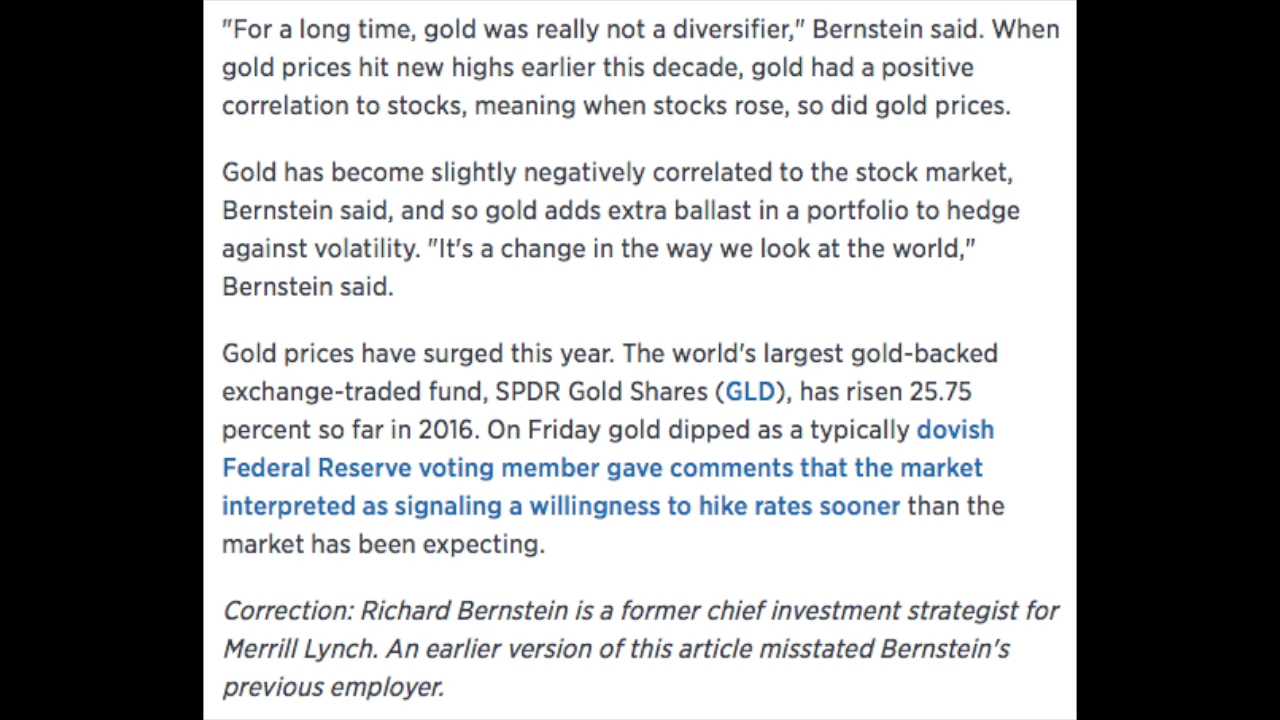 "For a long time, gold was really not a diversifier," Bernstein said. When
gold prices hit new highs earlier this decade, gold had a positive
correlation to stocks, meaning when stocks rose, so did gold prices.
Gold has become slightly negatively correlated to the stock market,
Bernstein said, and so gold adds extra ballast in a portfolio to hedge
against volatility. "It's a change in the way we look at the world,"
Bernstein said.
Gold prices have surged this year. The world's largest gold-backed
exchange-traded fund, SPDR Gold Shares (GLD), has risen 25.75
percent so far in 2016. On Friday gold dipped as a typically dovish
Federal Reserve voting member gave comments that the market
interpreted as signaling a willingness to hike rates sooner than the
market has been expecting.
Correction: Richard Bernstein is a former chief investment strategist for
Merrill Lynch. An earlier version of this article misstated Bernstein's
previous employer.